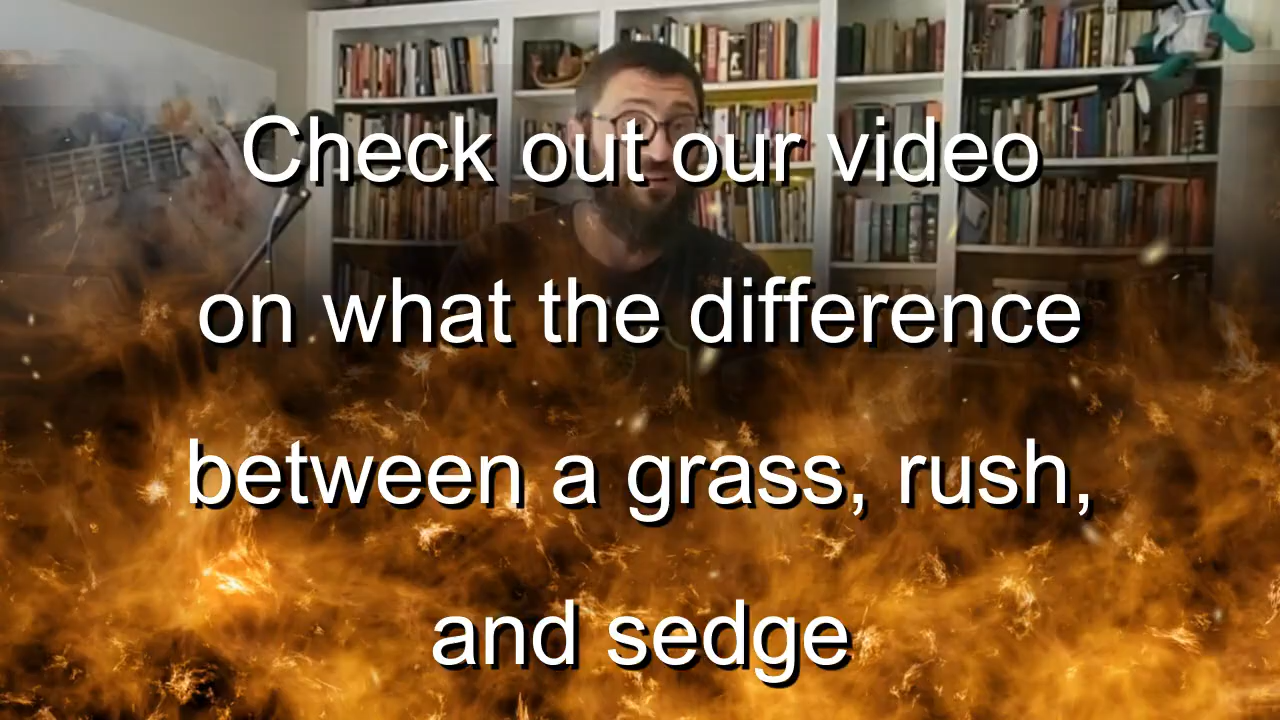 Check out our video
on what the difference
between a grass, rush,
and sedge